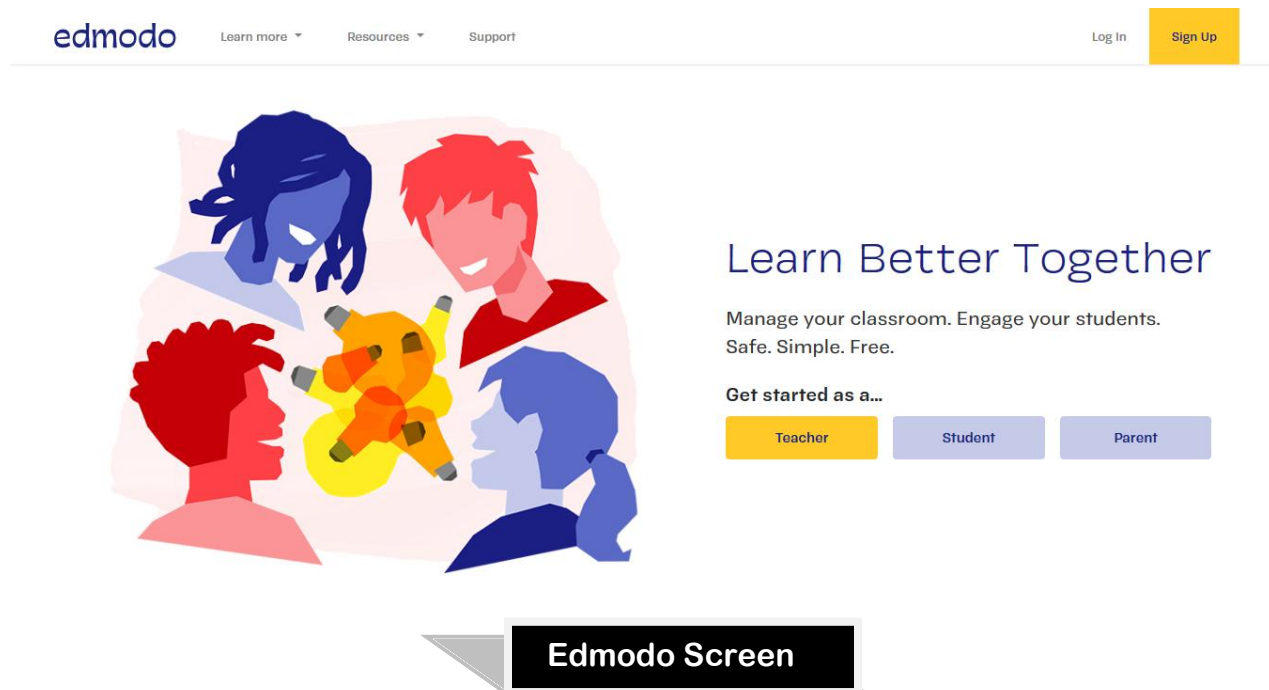 edmodo Learn more Resources Support Log In Sign Up
Learn Better Together
Manage your classroom. Engage your students.
Safe. Simple. Free.
Get started as a...
Teacher Student Parent
Edmodo Screen